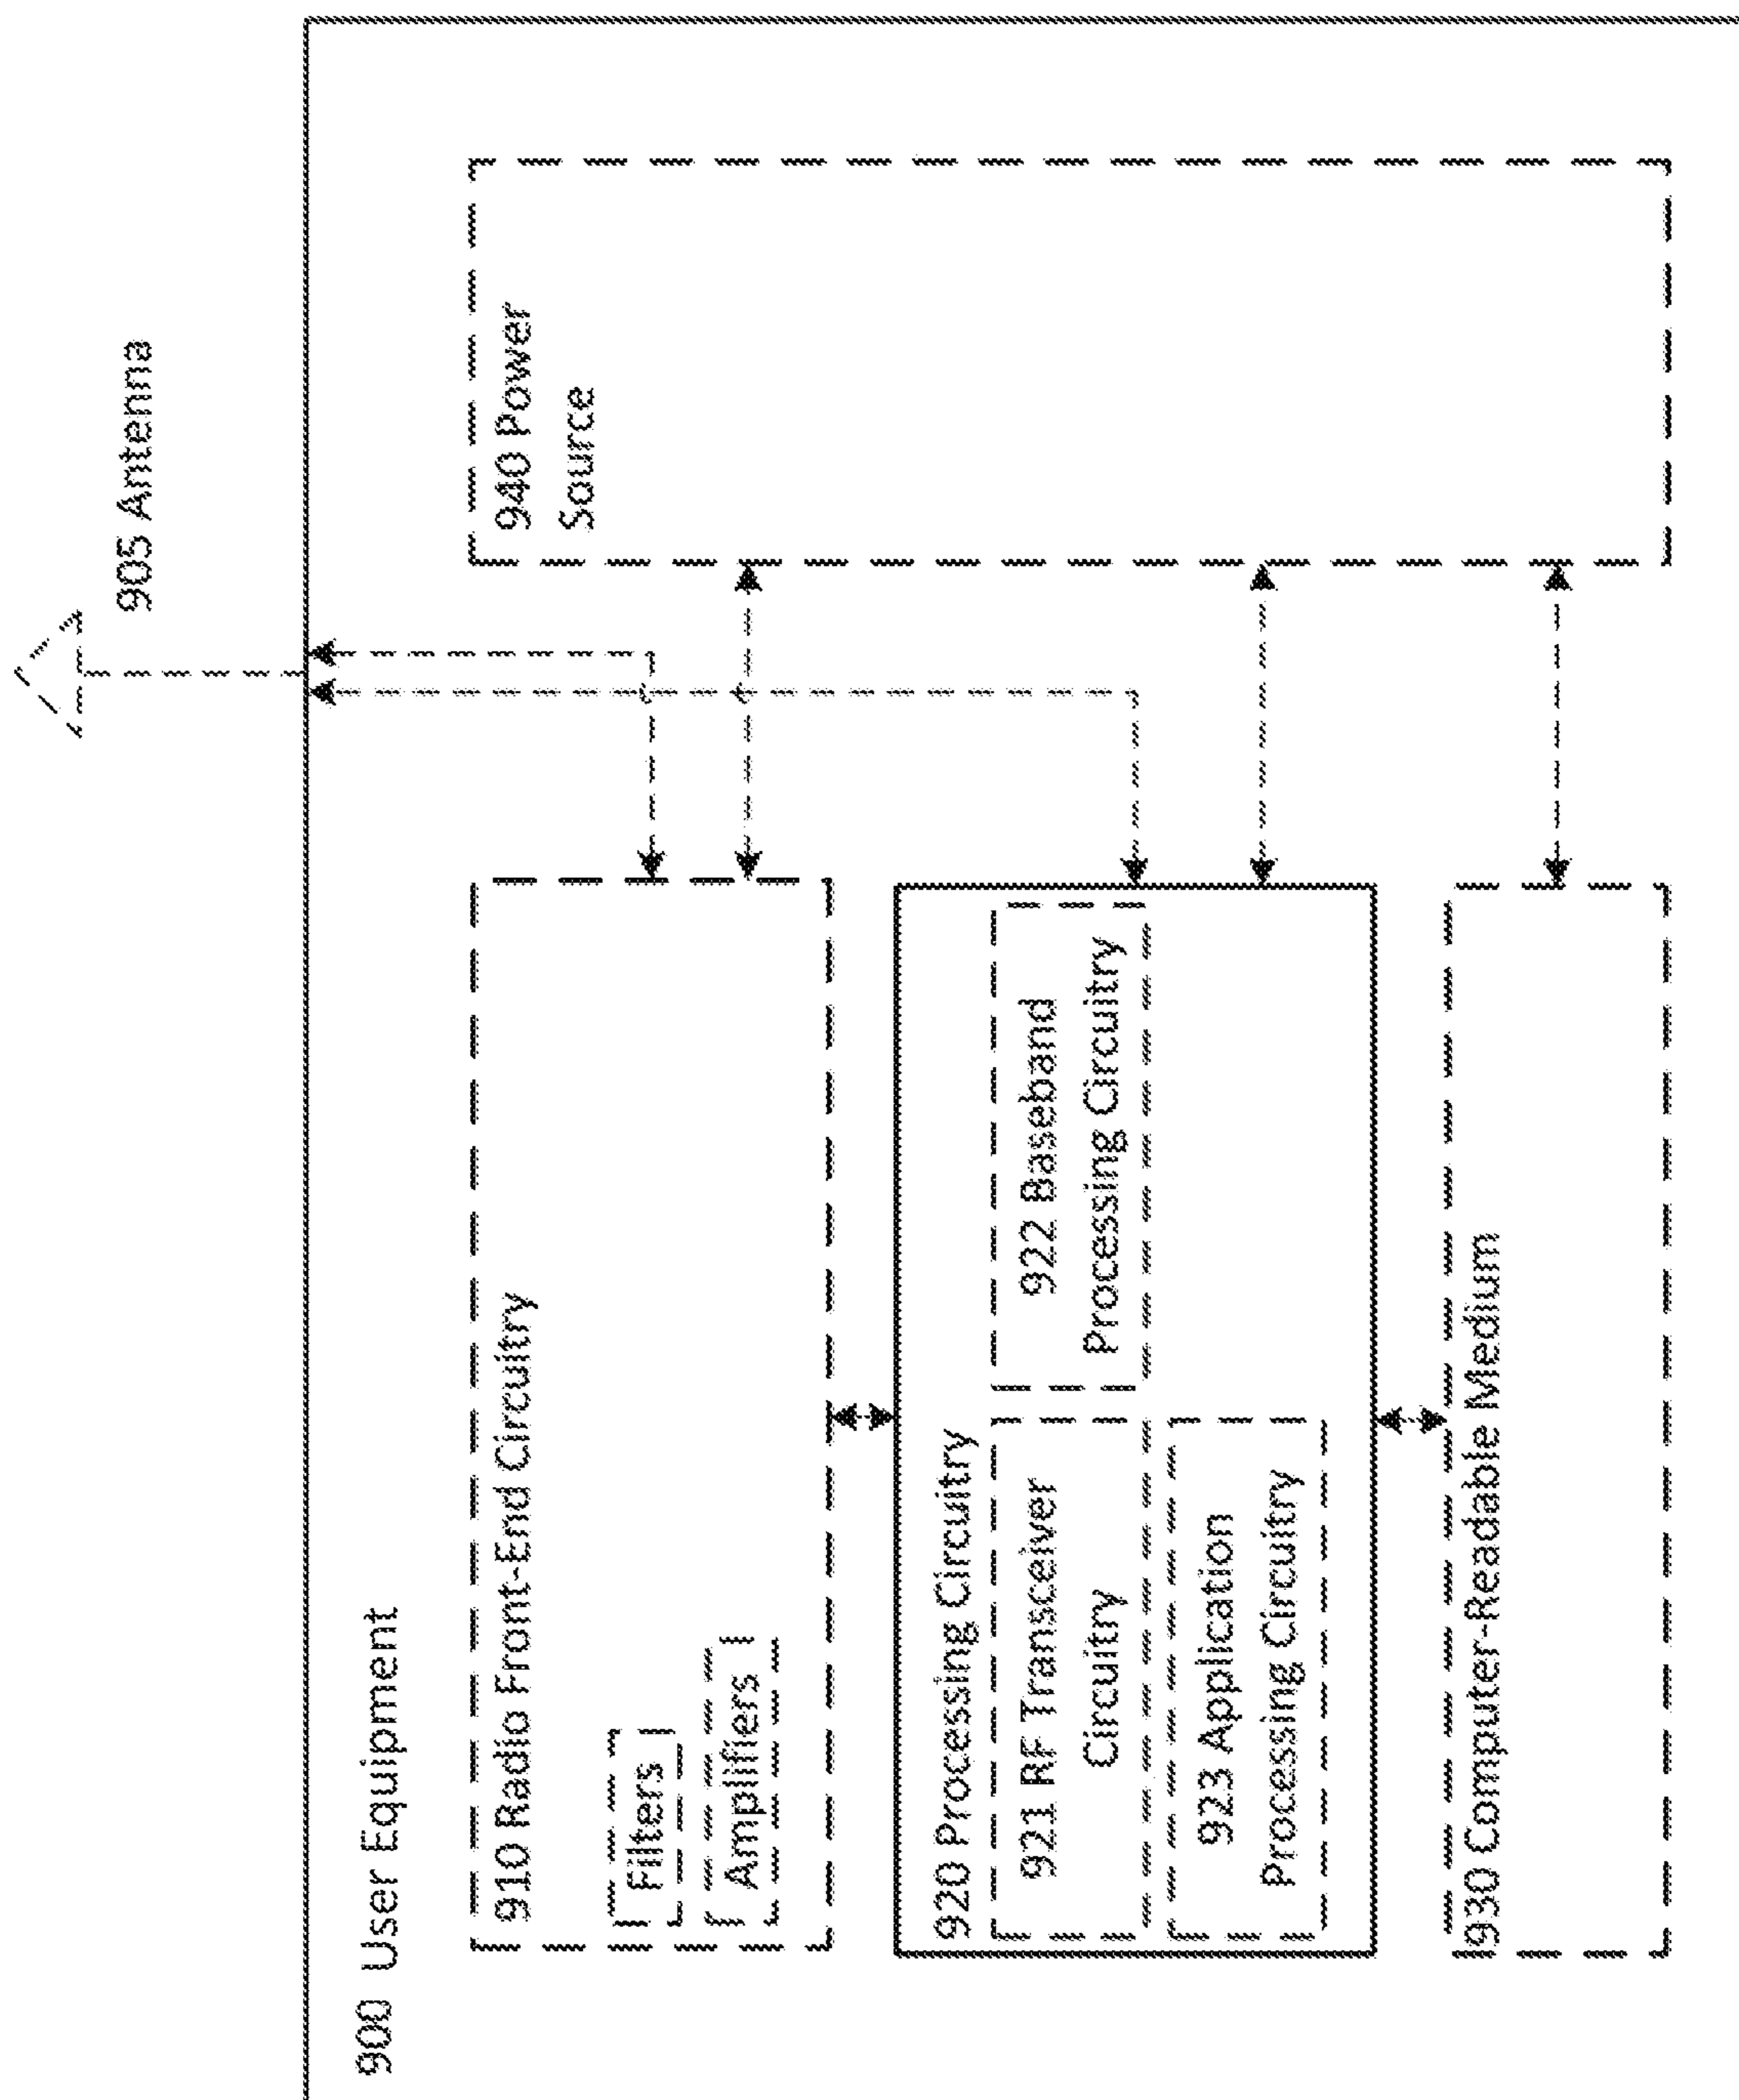 905 Antenna
900 User Equipment
910 Radio Front-End Circuitry
Filters
Amplifiers
940 Power
Source
920 Processing Circuitry
921 RF Transceiver
Circuitry
922 Baseband
Processing Circuitry
923 Application
Processing Circuitry
930 Computer-Readable Medium